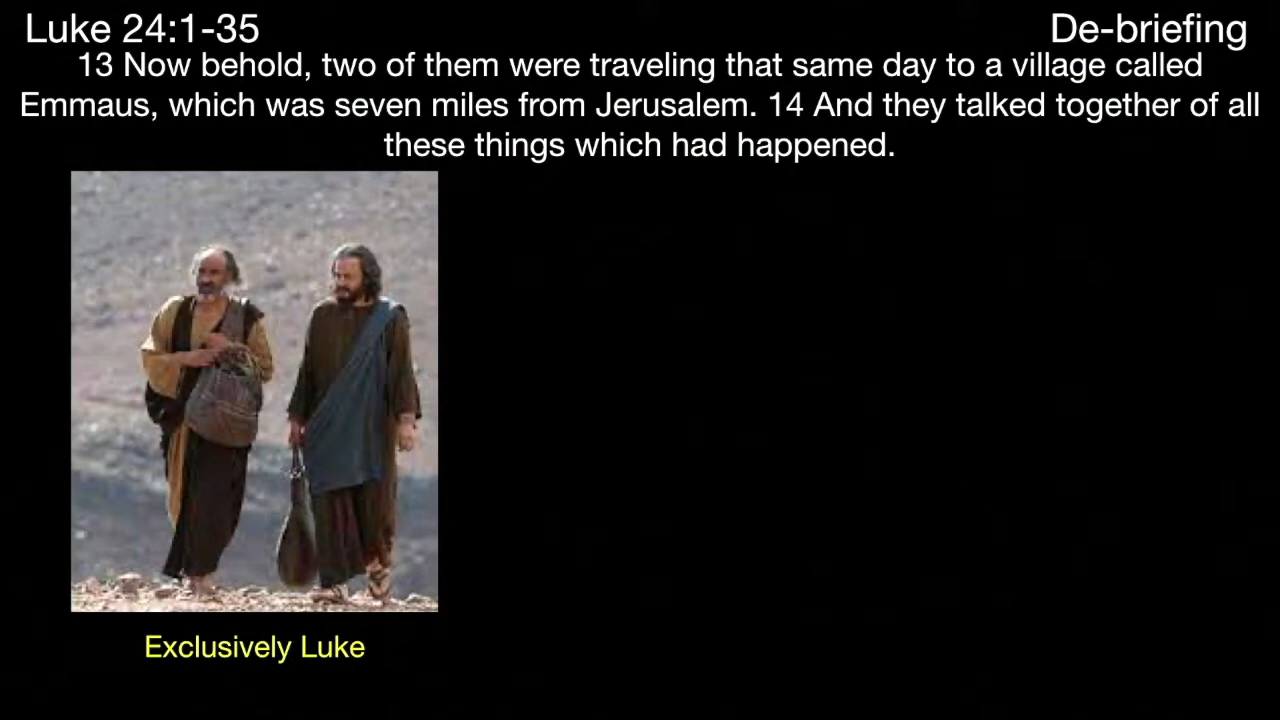 Luke 24:1-35
De-briefing
13 Now behold, two of them were traveling that same day to a village called
Emmaus, which was seven miles from Jerusalem. 14 And they talked together of all
these things which had happened.
Exclusively Luke